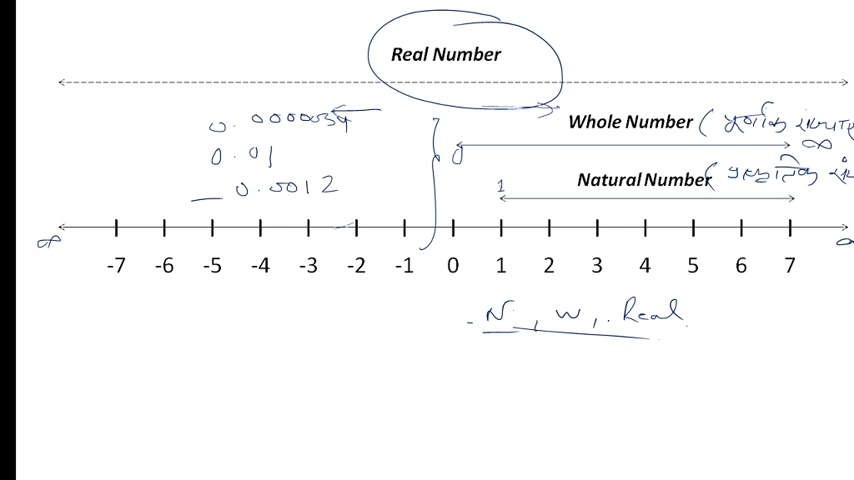 Real Number
0.0000034
Whole Number (
∞
0.01
0
- 0.0012
1
Natural Number(
∞
-7 -6 -5 -4 -3 -2 -1 0 1 2 3 4 5 6 7
- N, W, Real